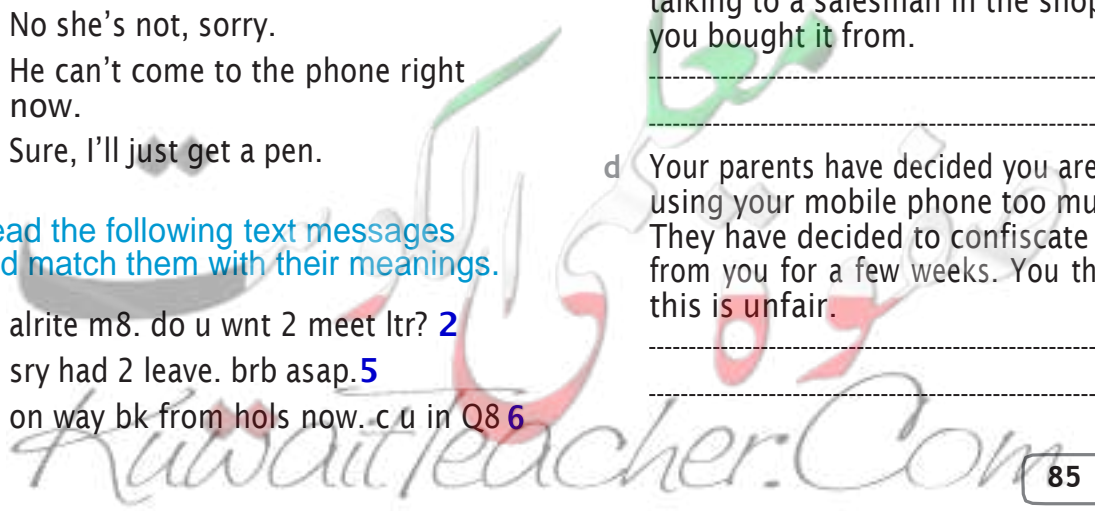 No she's not, sorry.
He can't come to the phone right
now.
Sure, I'll just get a pen.
ead the following text messages
d match them with their meanings.
alrite m8. do u wnt 2 meet ltr? 2
sry had 2 leave. brb asap.5
on way bk from hols now. c u in Q8 6
talking to a salesman in the shop
you bought it from.
d Your parents have decided you are
using your mobile phone too mu
They have decided to confiscate
from you for a few weeks. You th
this is unfair.
KuwaitTeacher.Com
85